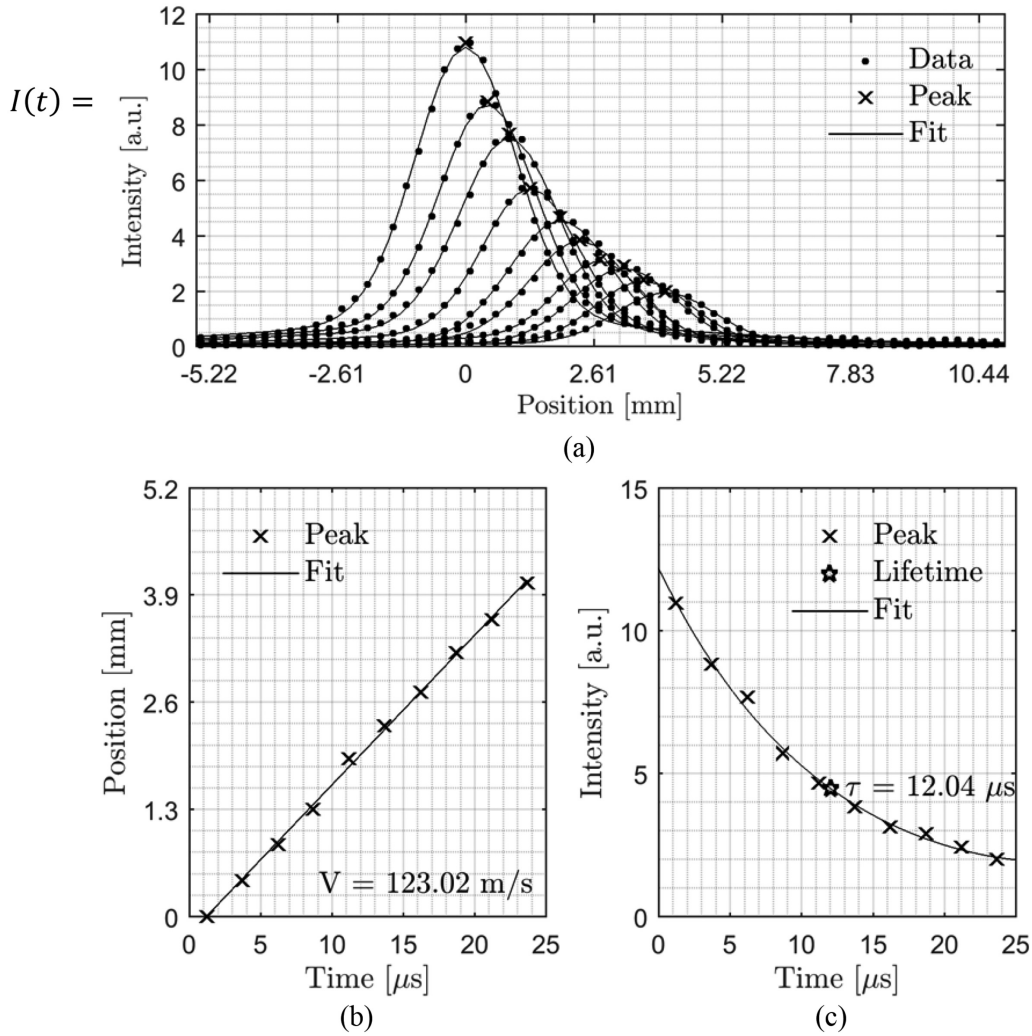 I(t) =
12
10
8
6
4
2
0
Intensity [a.u.]
Data
Peak
Fit
-5.22 -2.61 0 2.61 5.22 7.83 10.44
Position [mm]
(a)
5.2
3.9
2.6
1.3
0
Position [mm]
Peak
Fit
V = 123.02 m/s
0 5 10 15 20 25
Time [μs]
(b)
15
10
5
0
Intensity [a.u.]
Peak
Lifetime
Fit
τ = 12.04 μs
0 5 10 15 20 25
Time [μs]
(c)